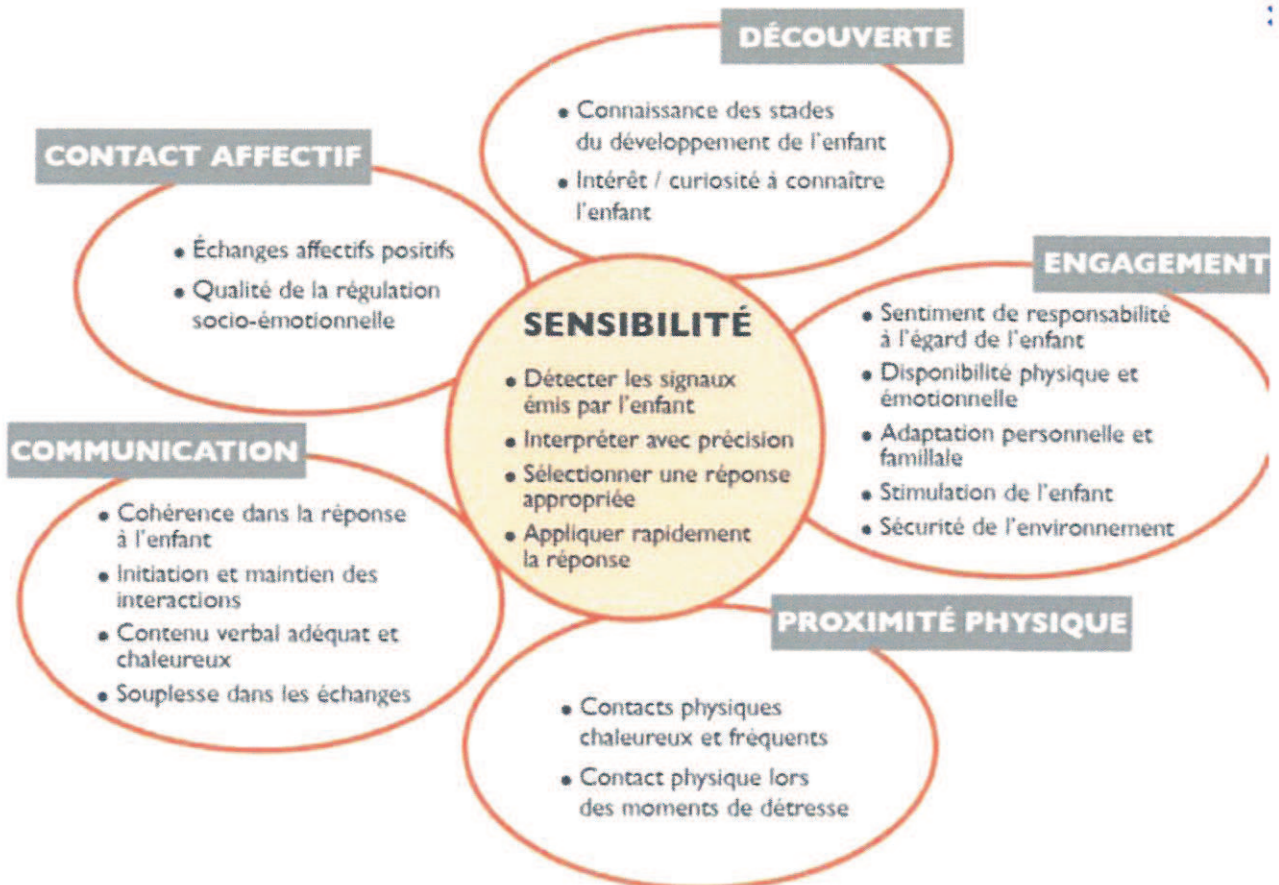 DÉCOUVERTE
• Connaissance des stades
du développement de l'enfant
• Intérêt / curiosité à connaître
l'enfant
CONTACT AFFECTIF
• Échanges affectifs positifs
• Qualité de la régulation
socio-émotionnelle
ENGAGEMENT
• Sentiment de responsabilité
à l'égard de l'enfant
• Disponibilité physique et
émotionnelle
• Adaptation personnelle et
famillale
• Stimulation de l'enfant
• Sécurité de l'environnement
SENSIBILITÉ
• Détecter les signaux
émis par l'enfant
• Interpréter avec précision
• Sélectionner une réponse
appropriée
• Appliquer rapidement
la réponse
COMMUNICATION
• Cohérence dans la réponse
à l'enfant
• Initiation et maintien des
interactions
• Contenu verbal adéquat et
chaleureux
• Souplesse dans les échanges
PROXIMITÉ PHYSIQUE
• Contacts physiques
chaleureux et fréquents
• Contact physique lors
des moments de détresse